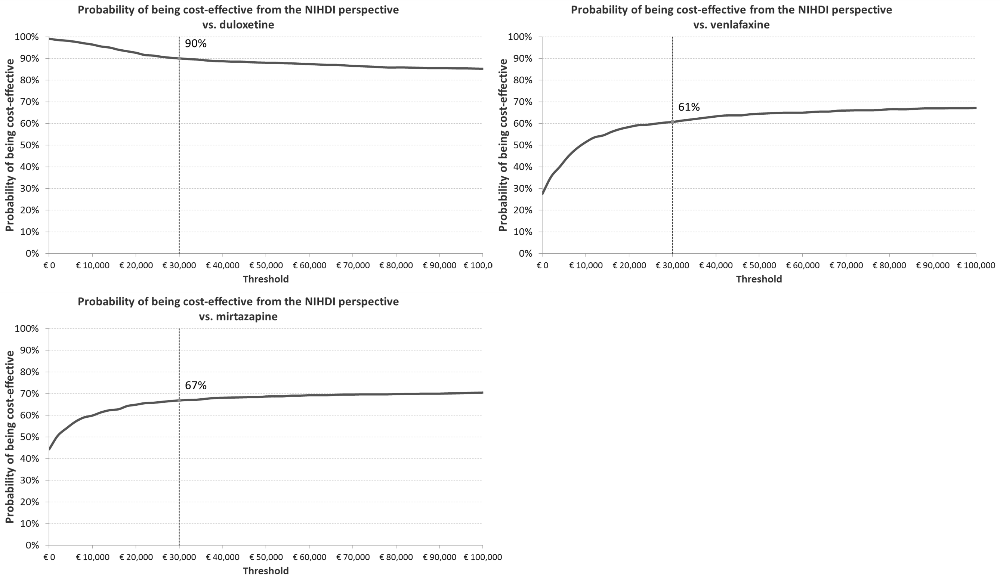 Probability of being cost-effective from the NIHDI perspective
vs. duloxetine
100%
90%
80%
70%
60%
50%
40%
30%
20%
10%
0%
Probability of being cost-effective
90%
€ 0 € 10,000 € 20,000 € 30,000 € 40,000 € 50,000 € 60,000 € 70,000 € 80,000 € 90,000 € 100,0
Threshold
Probability of being cost-effective from the NIHDI perspective
vs. venlafaxine
100%
90%
80%
70%
60%
50%
40%
30%
20%
10%
0%
Probability of being cost-effective
61%
€ 0 € 10,000 € 20,000 € 30,000 € 40,000 € 50,000 € 60,000 € 70,000 € 80,000 € 90,000 € 100,000
Threshold
Probability of being cost-effective from the NIHDI perspective
vs. mirtazapine
100%
90%
80%
70%
60%
50%
40%
30%
20%
10%
0%
Probability of being cost-effective
67%
€ 0 € 10,000 € 20,000 € 30,000 € 40,000 € 50,000 € 60,000 € 70,000 € 80,000 € 90,000 € 100,000
Threshold